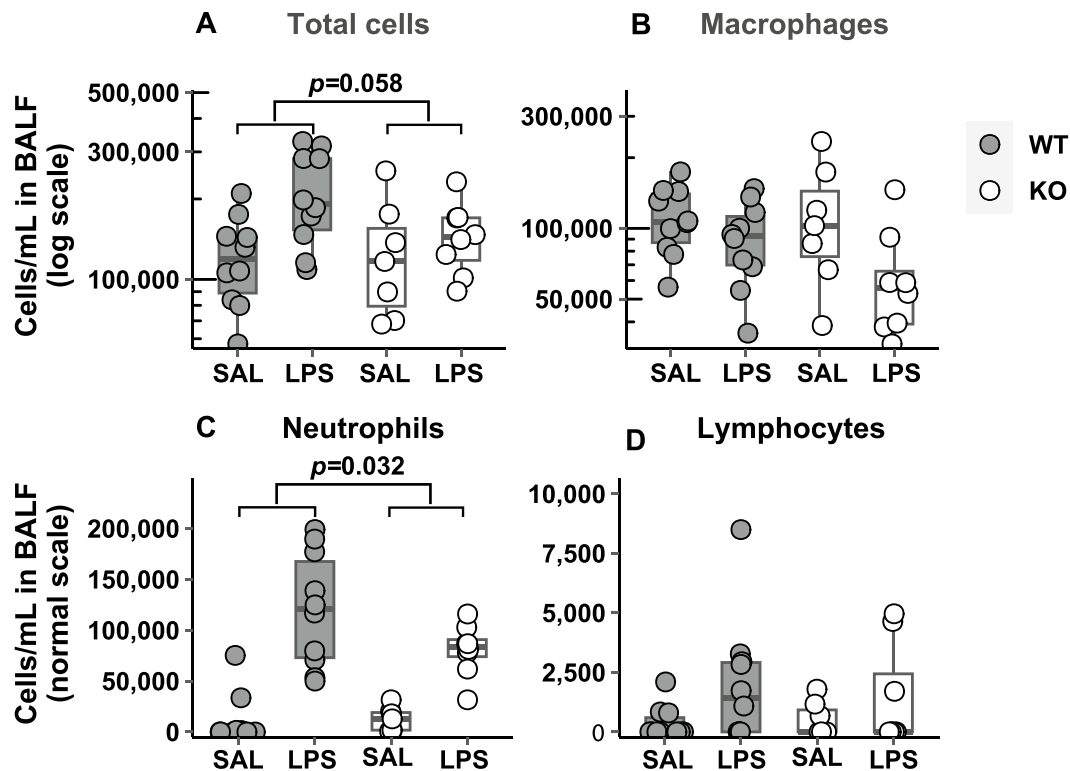 A Total cells
B Macrophages
Cells/mL in BALF
(log scale)
p=0.058
500,000
300,000
100,000
SAL LPS SAL LPS
300,000
100,000
50,000
SAL LPS SAL LPS
WT
KO
C Neutrophils
D Lymphocytes
Cells/mL in BALF
(normal scale)
p=0.032
200,000
150,000
100,000
50,000
0
SAL LPS SAL LPS
10,000
7,500
5,000
2,500
0
SAL LPS SAL LPS